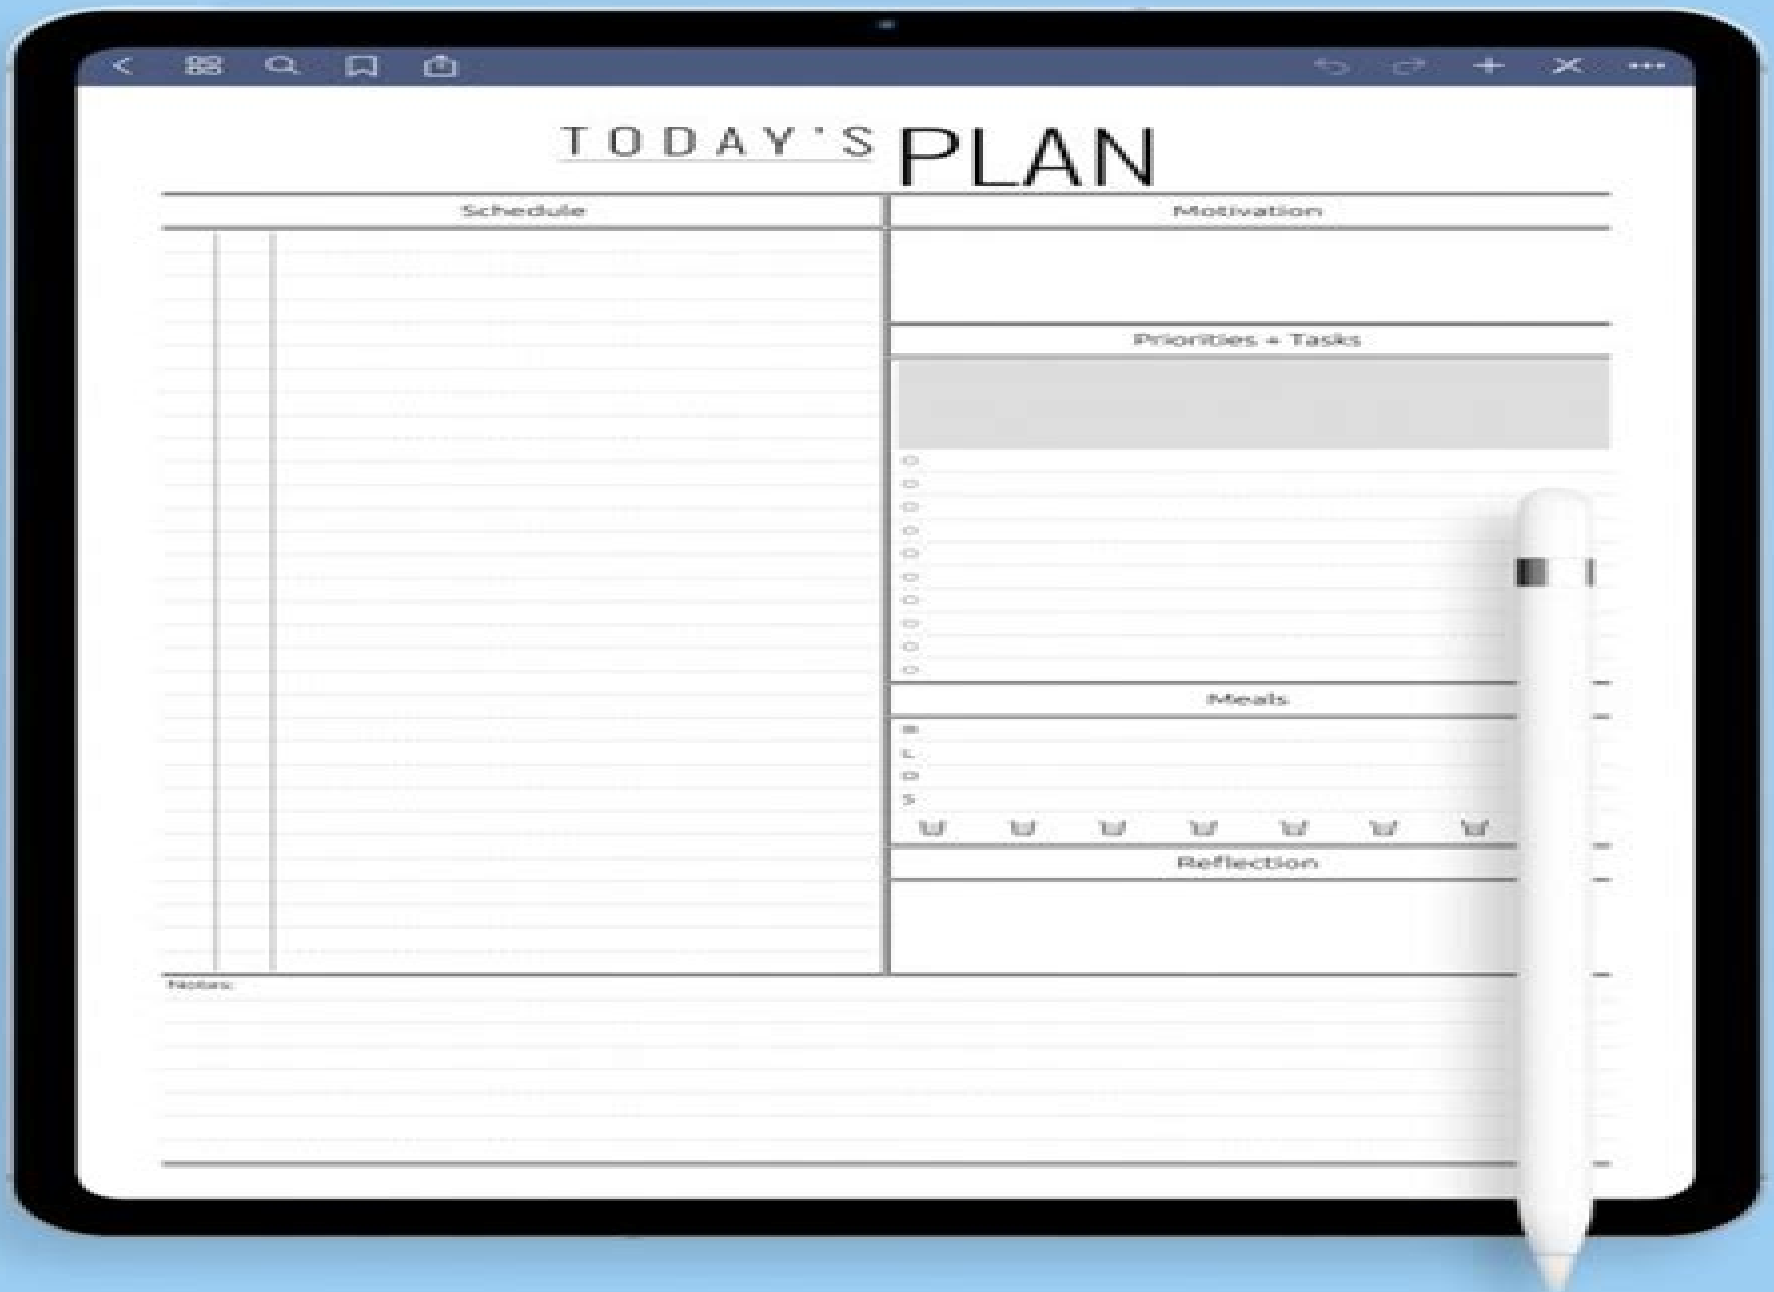 TODAY'S PLAN
Schedule
Motivation
Priorities + Tasks
Meals
B
L
D
S
Reflection
Notes: